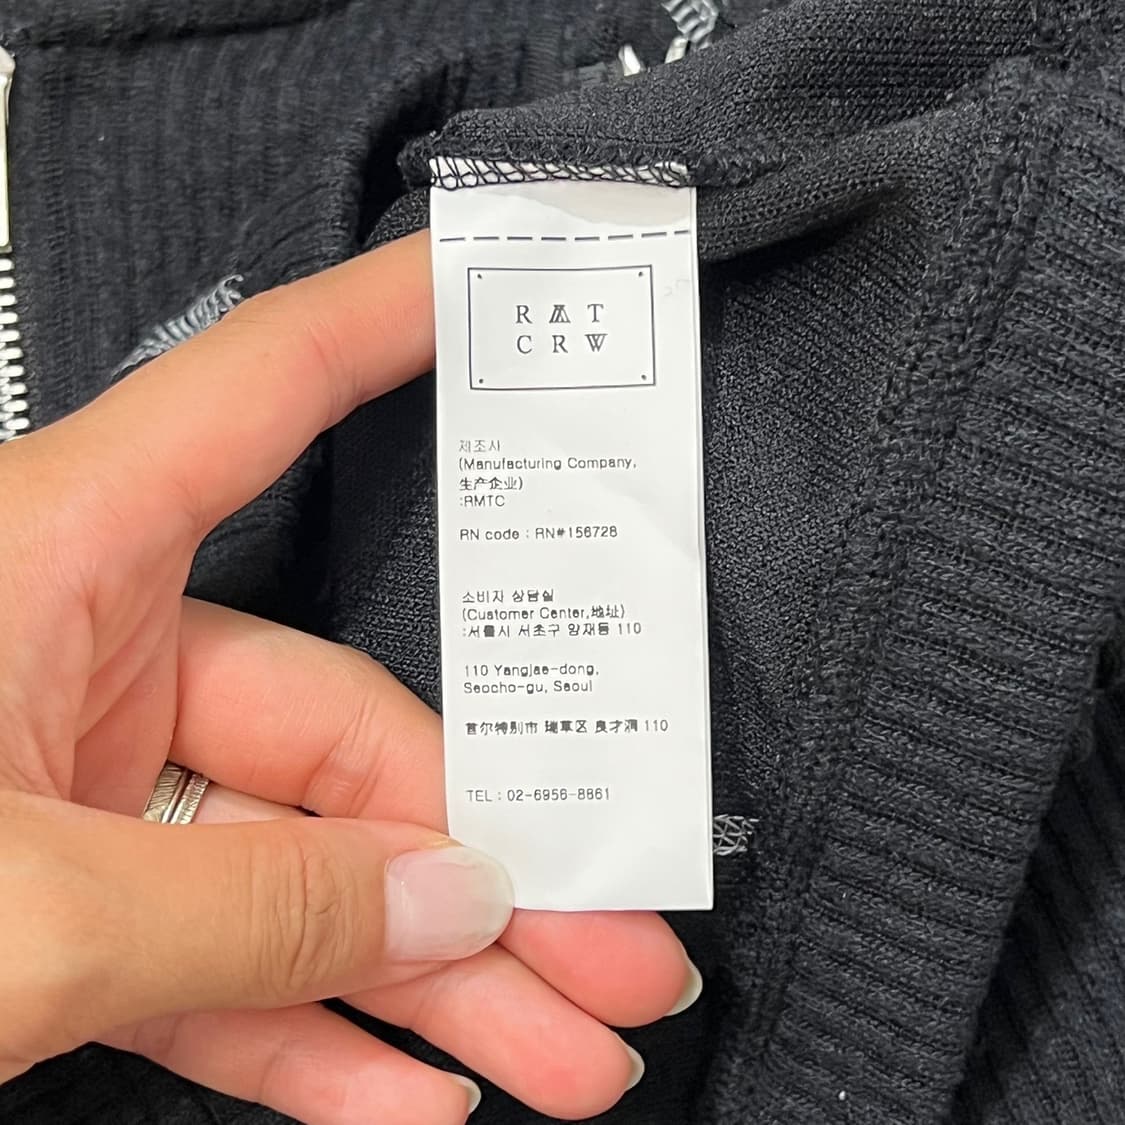 RMT
CRW
제조사
(Manufacturing Company,
生产企业)
:RMTC
RN code : RN#156728
소비자 상담실
(Customer Center,地址)
:서울시 서초구 양재동 110
110 Yangjae-dong,
Seocho-gu, Seoul
首尔特别市 瑞草区 良才洞 110
TEL : 02-6956-8661